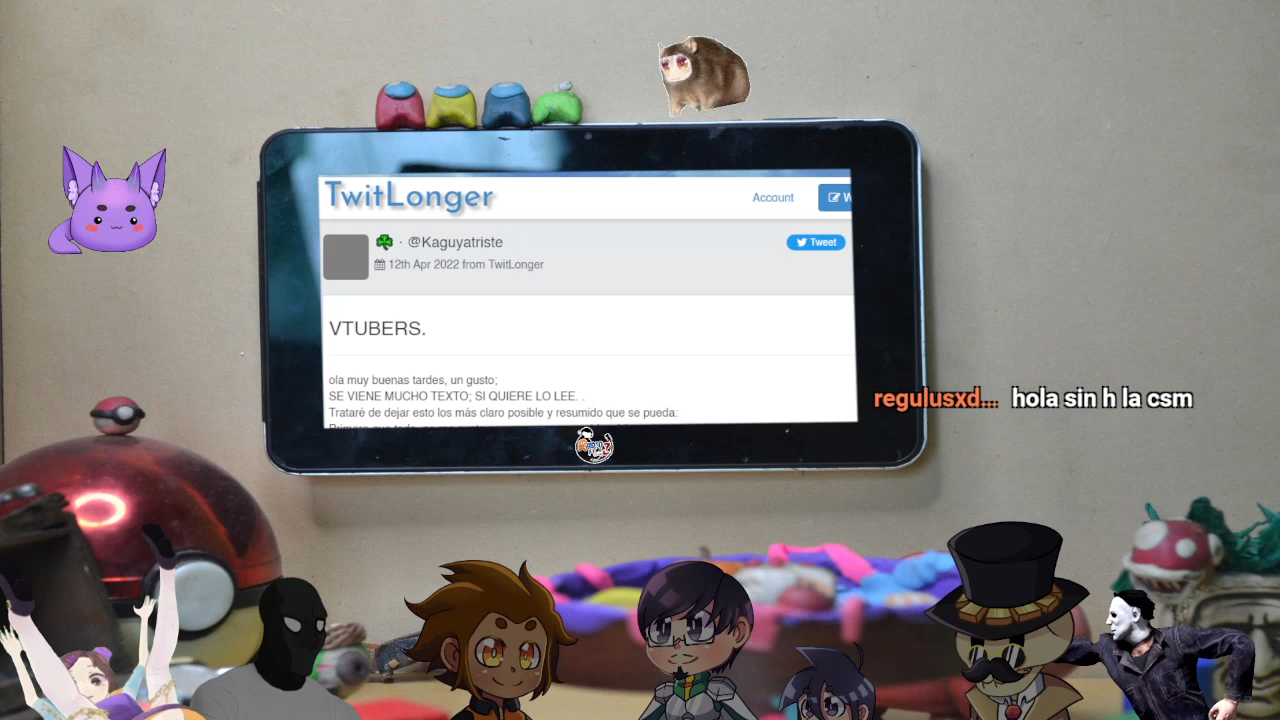 TwitLonger
Account
W
☘ · @Kaguyatriste
Tweet
12th Apr 2022 from TwitLonger
VTUBERS.
ola muy buenas tardes, un gusto;
SE VIENE MUCHO TEXTO; SI QUIERE LO LEE. .
Trataré de dejar esto los más claro posible y resumido que se pueda:
regulusxd... hola sin h la csm